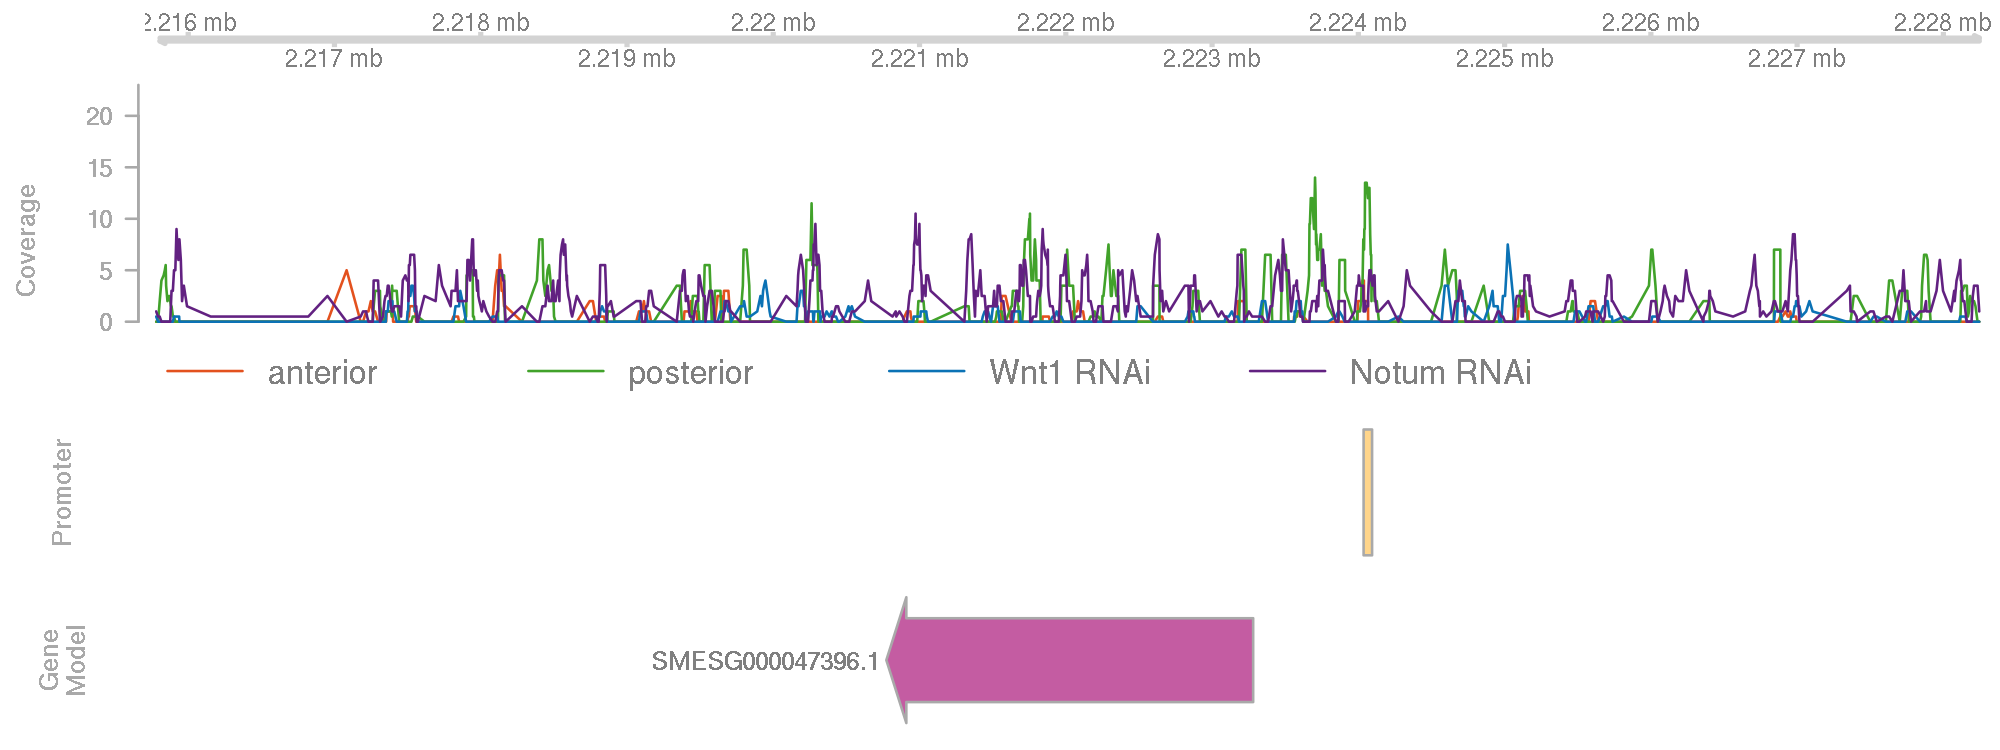 2.216 mb 2.218 mb 2.22 mb 2.222 mb 2.224 mb 2.226 mb 2.228 mb
2.217 mb 2.219 mb 2.221 mb 2.223 mb 2.225 mb 2.227 mb
Coverage
20
15
10
5
0
anterior posterior Wnt1 RNAi Notum RNAi
Promoter
Gene
Model
SMESG000047396.1